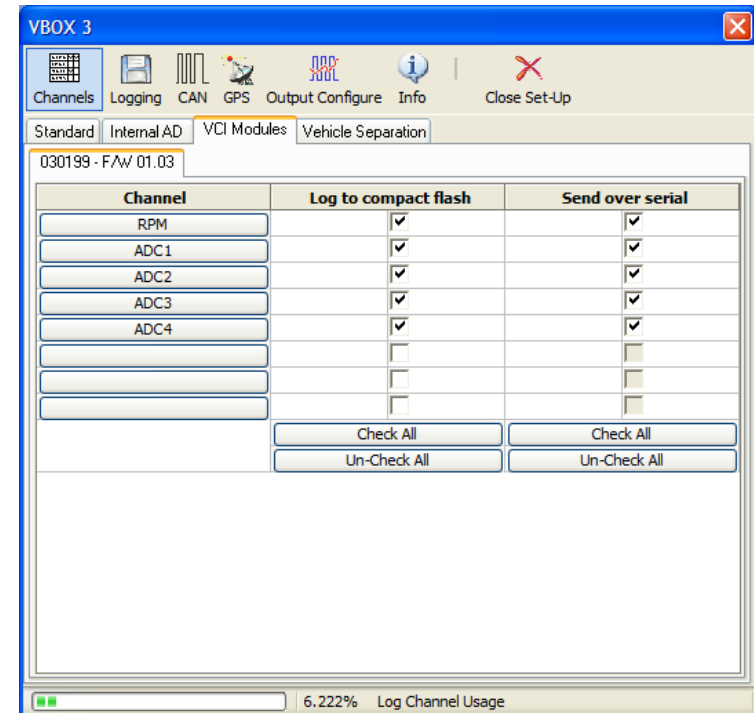 VBOX 3
Channels Logging CAN GPS Output Configure Info Close Set-Up
Standard Internal AD VCI Modules Vehicle Separation
030199 - F/W 01.03
Channel Log to compact flash Send over serial
RPM
ADC1
ADC2
ADC3
ADC4
Check All Check All
Un-Check All Un-Check All
6.222% Log Channel Usage